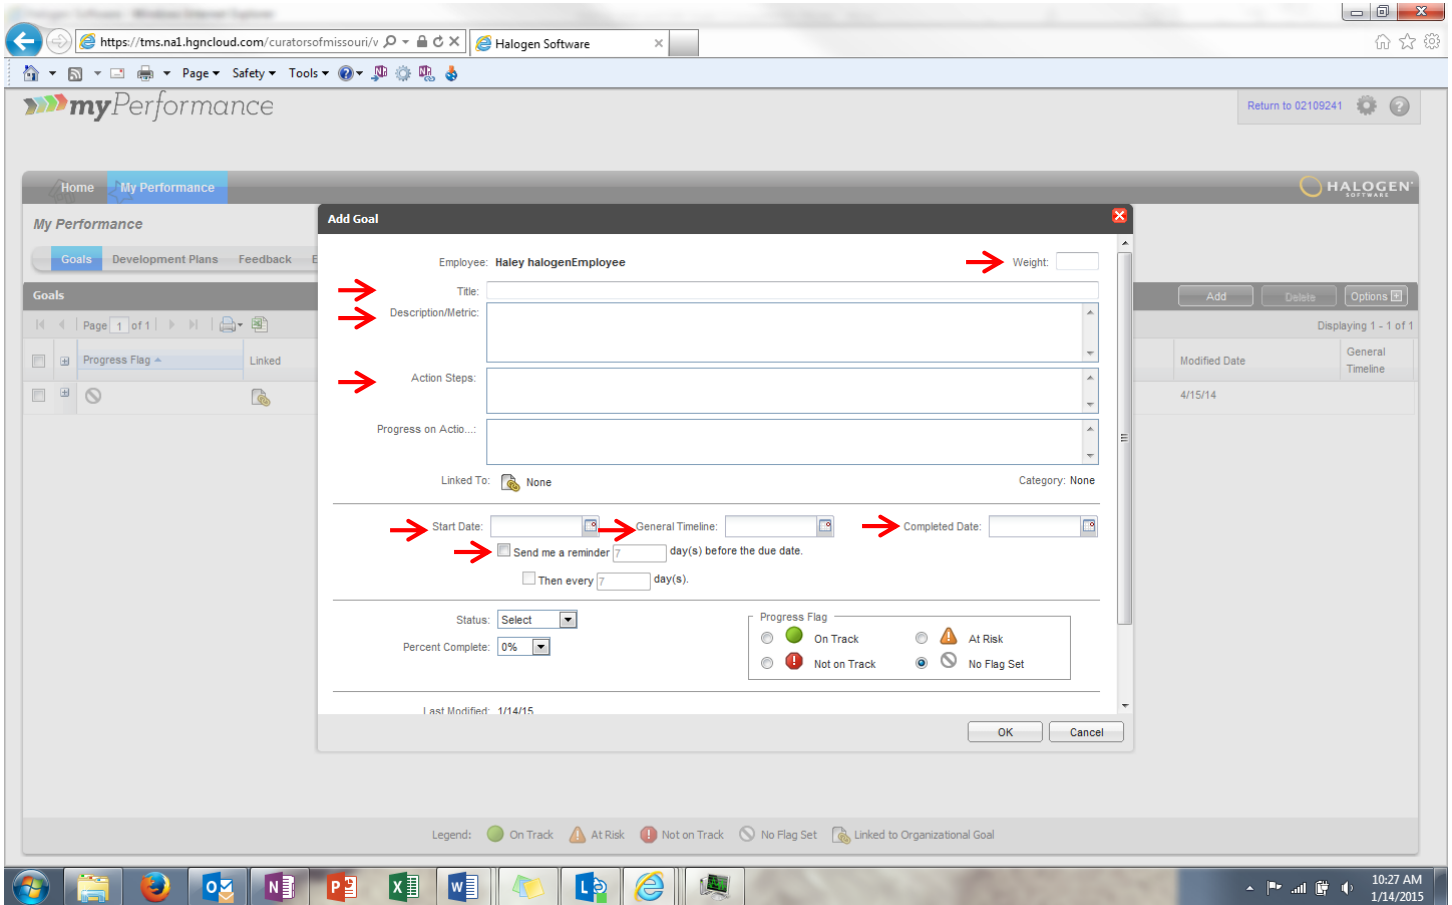 Halogen Software - Windows Internet Explorer
https://tms.na1.hgncloud.com/curatorsofmissouri/v
Halogen Software
Page Safety Tools
myPerformance
Return to 02109241
Home My Performance
HALOGEN
SOFTWARE
My Performance
Add Goal
Goals Development Plans Feedback E
Employee: Haley halogenEmployee
Weight:
Goals
Title:
Add Delete Options
Description/Metric:
Page 1 of 1
Displaying 1 - 1 of 1
Progress Flag Linked
Modified Date General Timeline
Action Steps:
4/15/14
Progress on Actio...:
Linked To: None
Category: None
Start Date: General Timeline: Completed Date:
Send me a reminder 7 day(s) before the due date.
Then every 7 day(s).
Status: Select
Progress Flag
Percent Complete: 0%
On Track At Risk
Not on Track No Flag Set
Last Modified: 1/14/15
OK Cancel
Legend: On Track At Risk Not on Track No Flag Set Linked to Organizational Goal
10:27 AM
1/14/2015